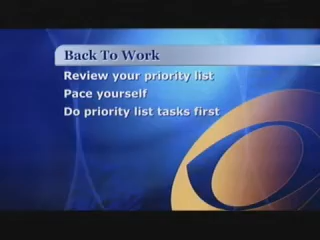 Back To Work
Review your priority list
Pace yourself
Do priority list tasks first